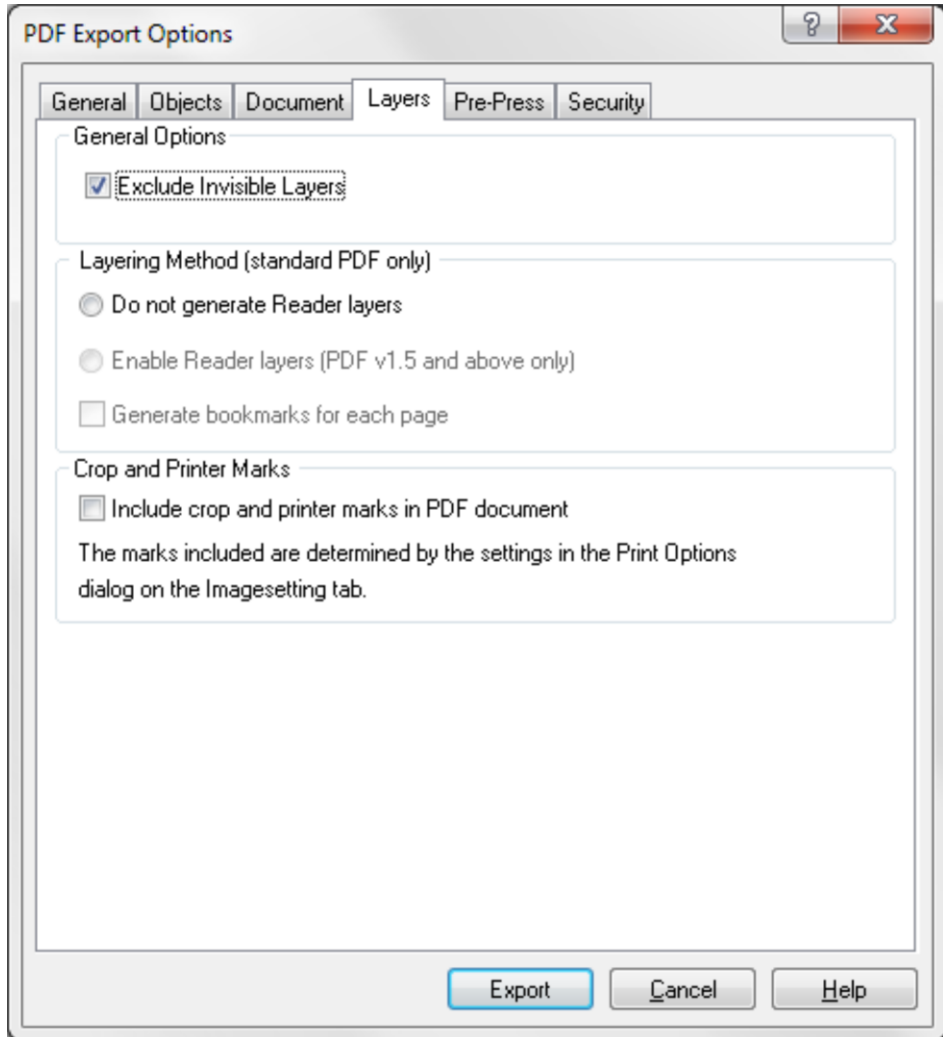 PDF Export Options
General Objects Document Layers Pre-Press Security
General Options
Exclude Invisible Layers
Layering Method (standard PDF only)
Do not generate Reader layers
Enable Reader layers (PDF v1.5 and above only)
Generate bookmarks for each page
Crop and Printer Marks
Include crop and printer marks in PDF document
The marks included are determined by the settings in the Print Options
dialog on the Imagesetting tab.
Export Cancel Help